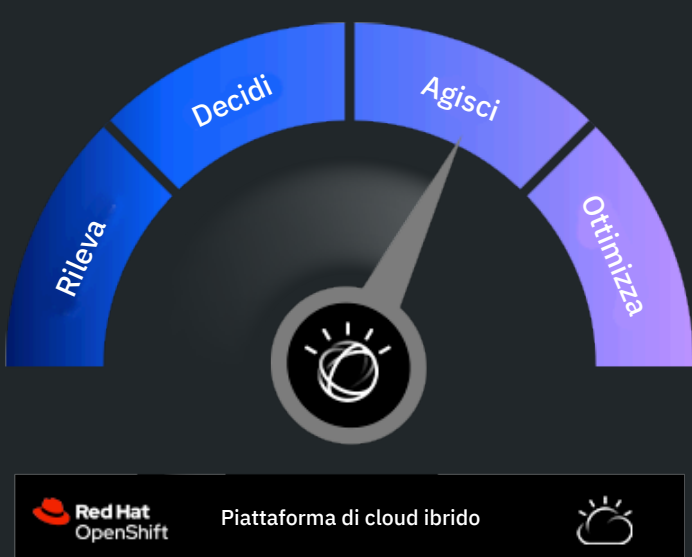 Rileva
Decidi
Agisci
Ottimizza
Red Hat
OpenShift
Piattaforma di cloud ibrido